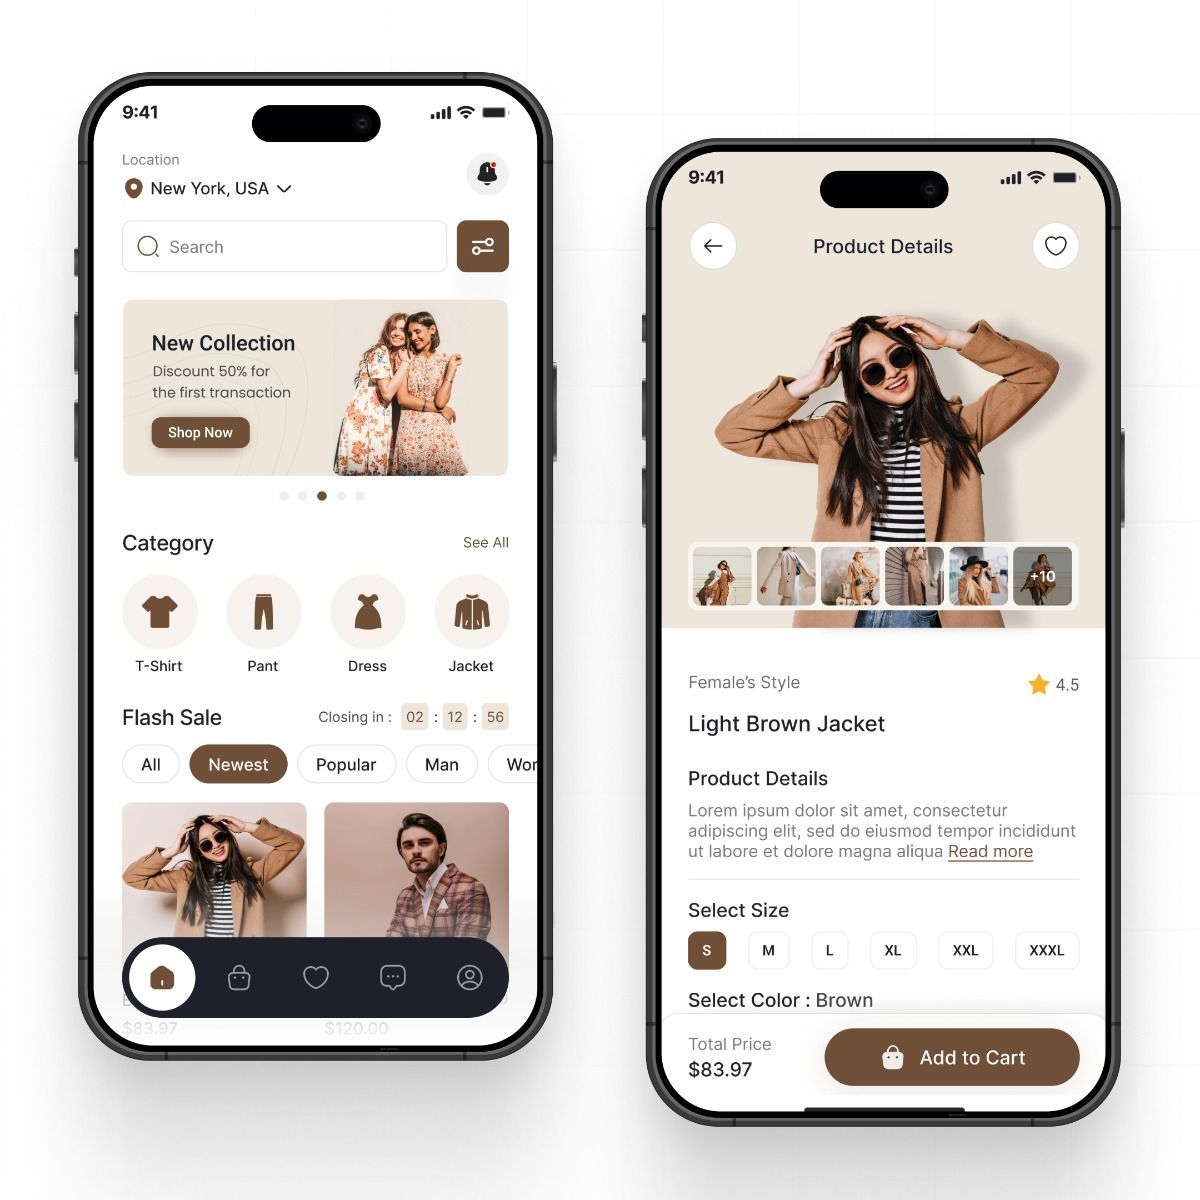 9:41
Location
New York, USA
Search
New Collection
Discount 50% for
the first transaction
Shop Now
Category
See All
T-Shirt
Pant
Dress
Jacket
Flash Sale
Closing in : 02 : 12 : 56
All
Newest
Popular
Man
Wor
$83.97
$120.00
9:41
Product Details
+10
Female's Style
4.5
Light Brown Jacket
Product Details
Lorem ipsum dolor sit amet, consectetur
adipiscing elit, sed do eiusmod tempor incididunt
ut labore et dolore magna aliqua Read more
Select Size
S
M
L
XL
XXL
XXXL
Select Color : Brown
Total Price
$83.97
Add to Cart